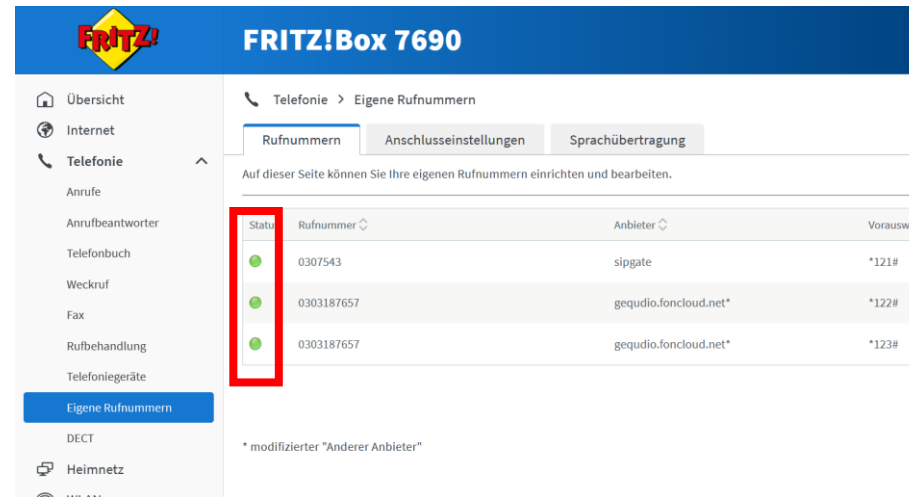 FRITZ!
FRITZ!Box 7690
Übersicht
Internet
Telefonie
Anrufe
Anrufbeantworter
Telefonbuch
Weckruf
Fax
Rufbehandlung
Telefoniegeräte
Eigene Rufnummern
DECT
Heimnetz
Telefonie > Eigene Rufnummern
Rufnummern Anschlusseinstellungen Sprachübertragung
Auf dieser Seite können Sie Ihre eigenen Rufnummern einrichten und bearbeiten.
Statu Rufnummer Anbieter Vorausw
0307543 sipgate *121#
0303187657 gequdio.foncloud.net* *122#
0303187657 gequdio.foncloud.net* *123#
* modifizierter "Anderer Anbieter"